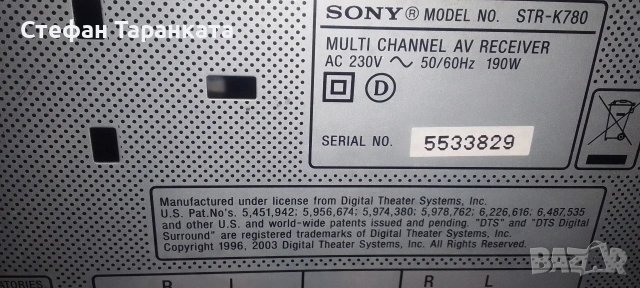 Стефан Таранката
SONY® MODEL NO. STR-K780
MULTI CHANNEL AV RECEIVER
AC 230V ~ 50/60Hz 190W
D
SERIAL NO. 5533829
Manufactured under license from Digital Theater Systems, Inc.
U.S. Pat.No's. 5,451,942; 5,956,674; 5,974,380; 5,978,762; 6,226,616; 6,487,535
and other U.S. and world-wide patents issued and pending. "DTS" and "DTS Digital
Surround" are registered trademarks of Digital Theater Systems, Inc.
Copyright 1996, 2003 Digital Theater Systems, Inc. All Rights Reserved.
R L R L
BAZAR